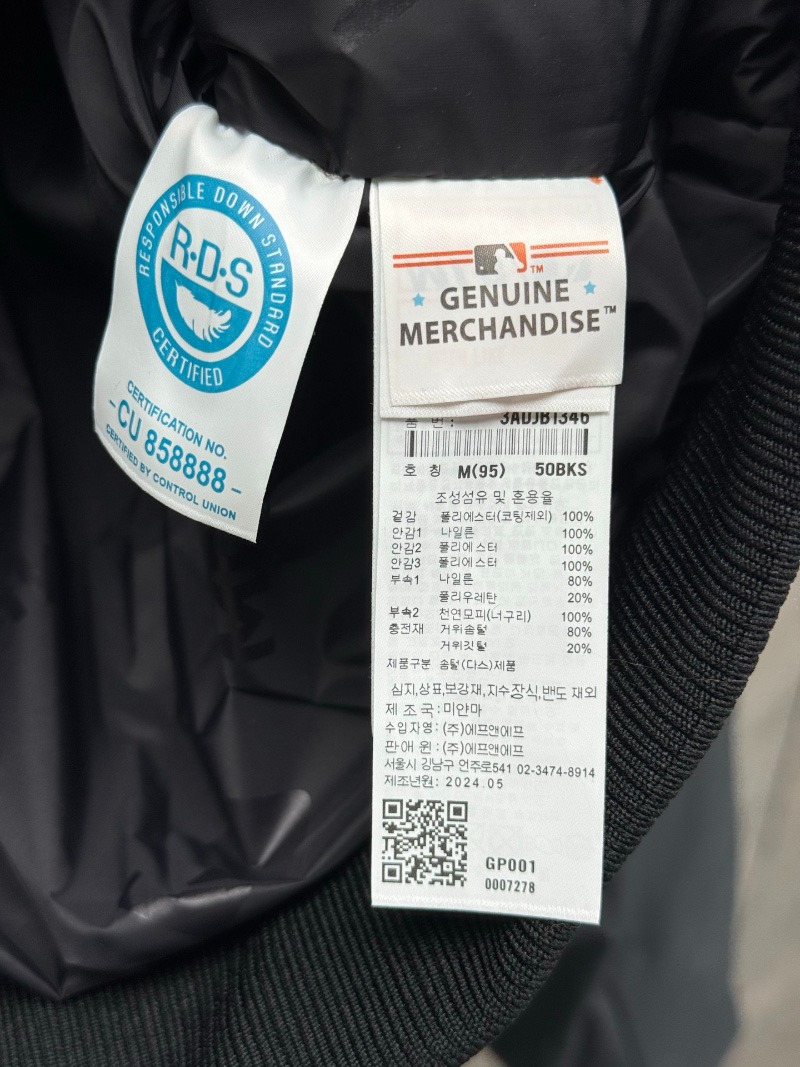 RESPONSIBLE DOWN STANDARD
R·D·S
CERTIFIED
CERTIFICATION NO.
-CU 858888-
CERTIFIED BY CONTROL UNION
TM
GENUINE
MERCHANDISE™
품 번: 3ADJB1346
호 칭 M(95) 50BKS
조성섬유 및 혼용율
겉감 폴리에스터(코팅제외) 100%
안감1 나일론 100%
안감2 폴리에스터 100%
안감3 폴리에스터 100%
부속1 나일론 80%
폴리우레탄 20%
부속2 천연모피(너구리) 100%
충전재 거위솜털 80%
거위깃털 20%
제품구분 솜털(다스)제품
심지,상표,보강재,지수장식,밴도 재외
제 조 국:미얀마
수입자명:(주)에프앤에프
판애 원:(주)에프앤에프
서울시 강남구 언주로541 02-3474-8914
제조년원: 2024.05
GP001
0007278